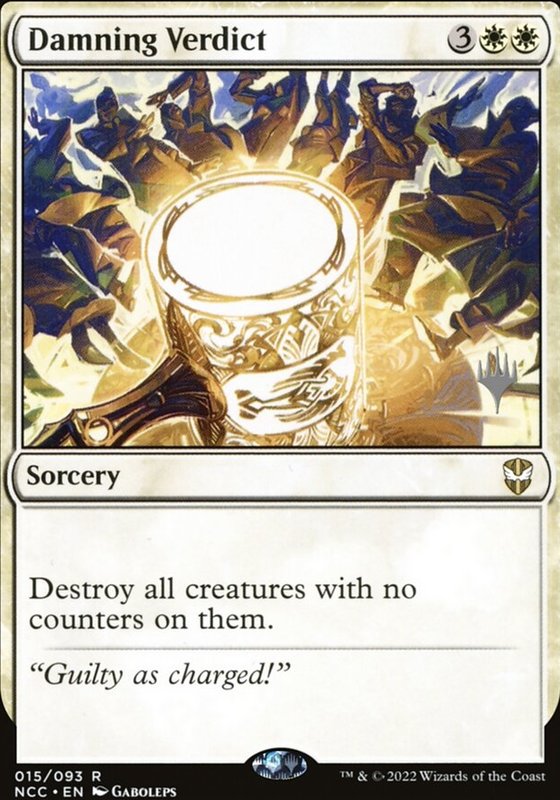 Damning Verdict 3
Sorcery
Destroy all creatures with no
counters on them.
“Guilty as charged!”
015/093 R
NCC • EN GABOLEPS
™ & © 2022 Wizards of the Coast